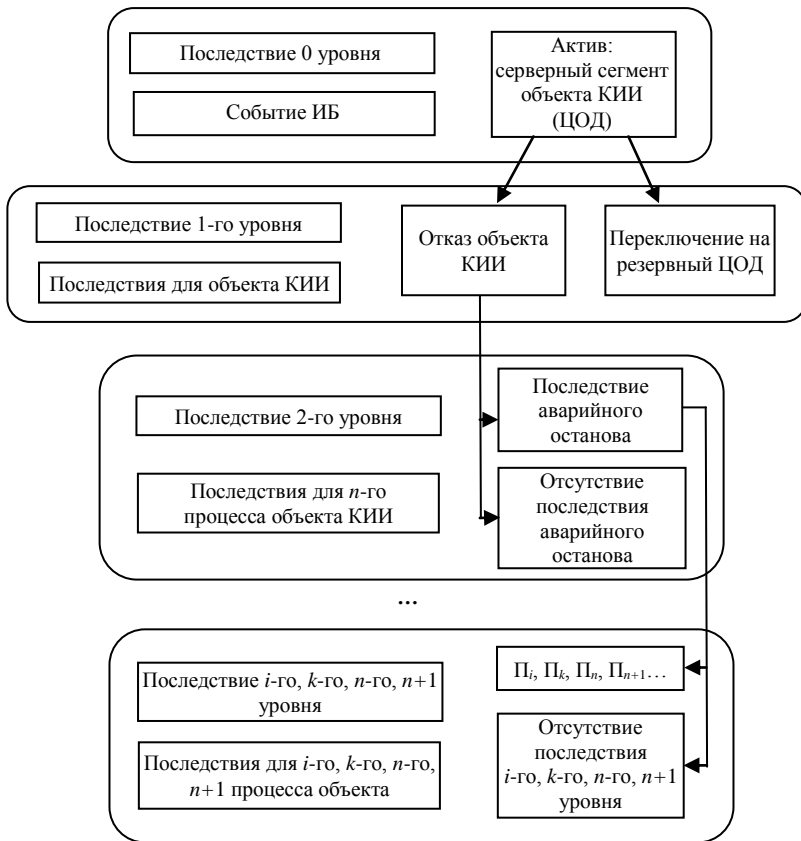 Последствие 0 уровня
Событие ИБ
Актив:
серверный сегмент
объекта КИИ
(ЦОД)
Последствие 1-го уровня
Последствия для объекта КИИ
Отказ объекта
КИИ
Переключение на
резервный ЦОД
Последствие 2-го уровня
Последствия для n-го
процесса объекта КИИ
Последствие
аварийного
останова
Отсутствие
последствия
аварийного
останова
...
Последствие i-го, k-го, n-го, n+1
уровня
Последствия для i-го, k-го, n-го,
n+1 процесса объекта
Пi, Пk, Пn, Пn+1…
Отсутствие
последствия
i-го, k-го, n-го, n+1
уровня